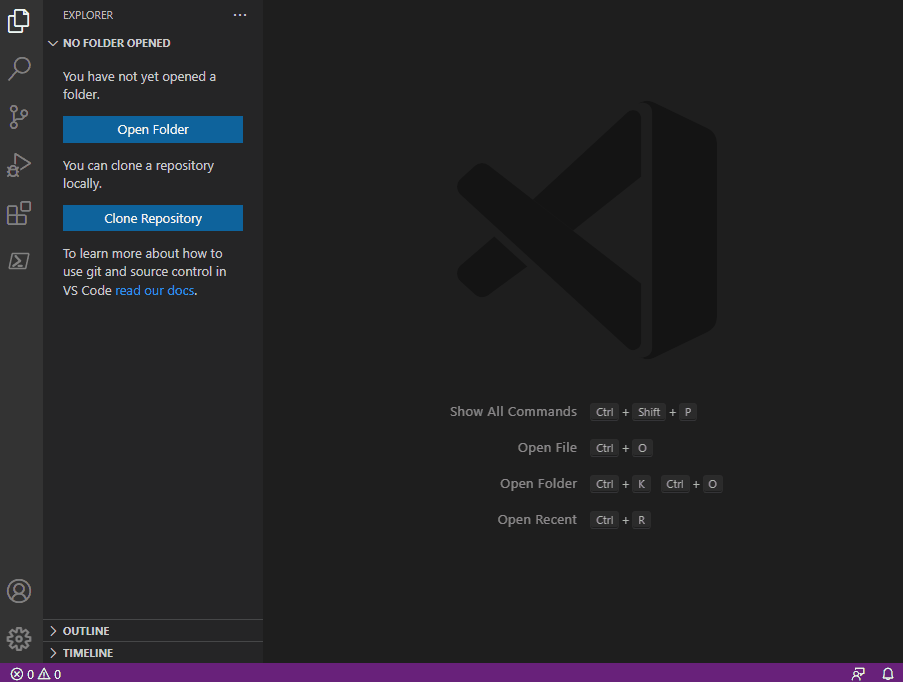 EXPLORER
NO FOLDER OPENED
You have not yet opened a
folder.
Open Folder
You can clone a repository
locally.
Clone Repository
To learn more about how to
use git and source control in
VS Code read our docs.
OUTLINE
TIMELINE
Show All Commands Ctrl + Shift + P
Open File Ctrl + O
Open Folder Ctrl + K Ctrl + O
Open Recent Ctrl + R
0 0